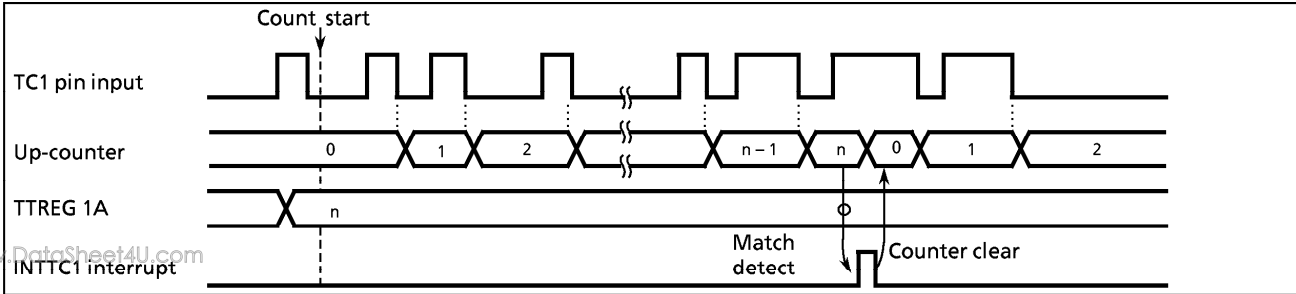 Count start
TC1 pin input
Up-counter
0 1 2 n – 1 n 0 1 2
TTREG 1A
n
Match
detect
Counter clear
.DataSheet4U.com
INTTC1 interrupt